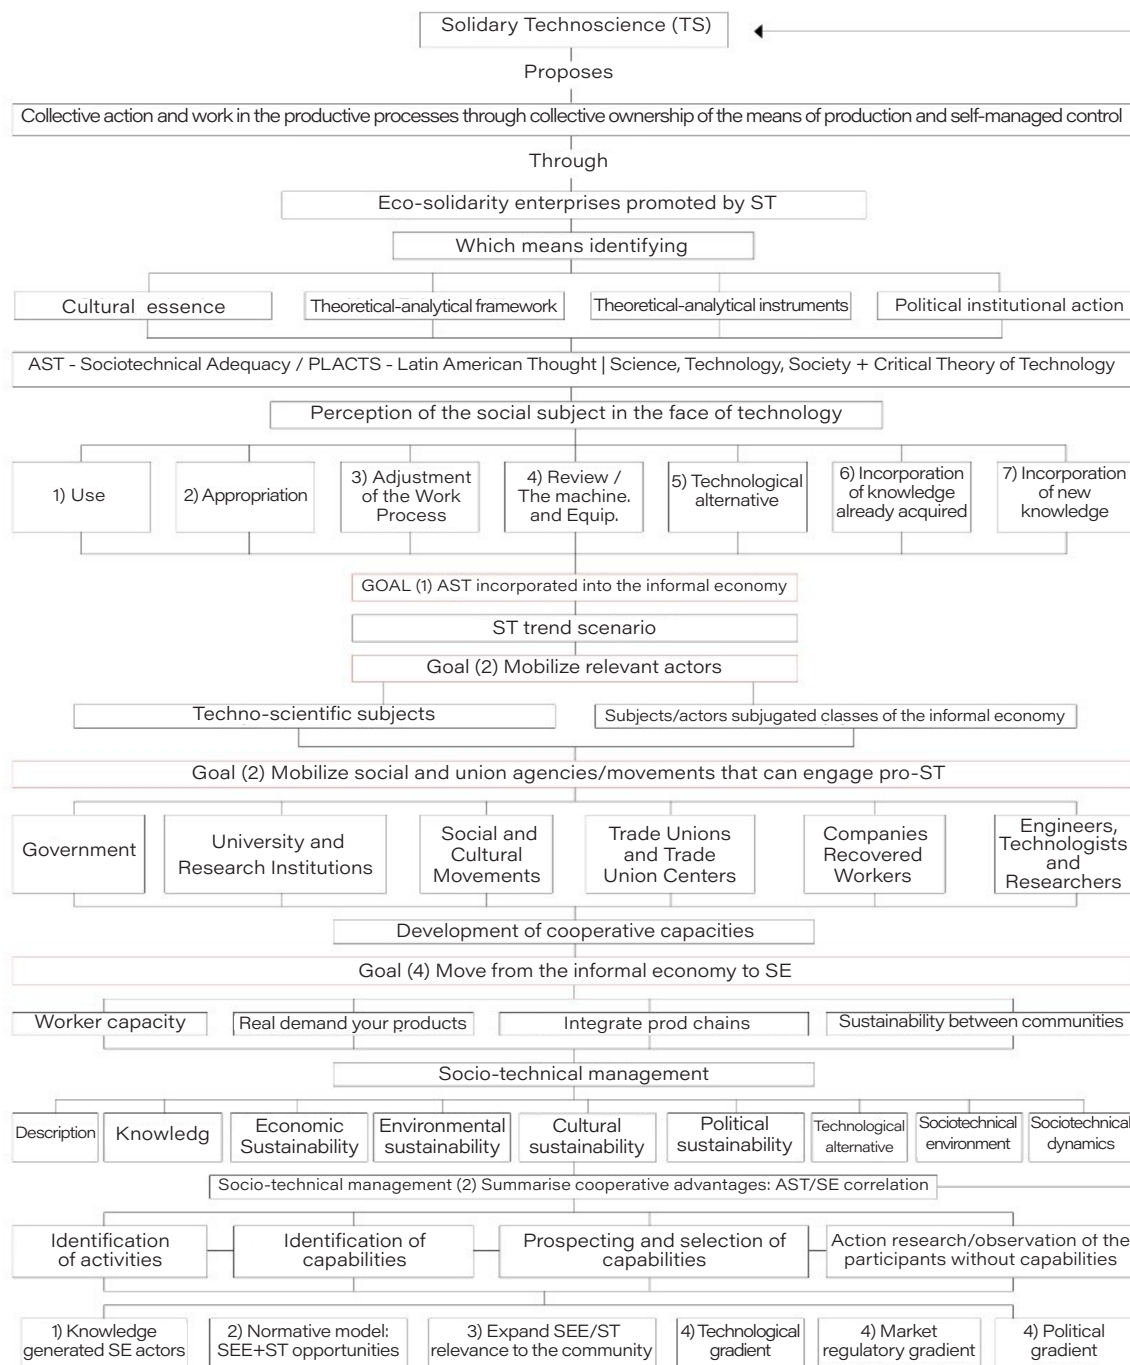 Solidary Technoscience (TS)
Proposes
Collective action and work in the productive processes through collective ownership of the means of production and self-managed control
Through
Eco-solidarity enterprises promoted by ST
Which means identifying
Cultural essence
Theoretical-analytical framework
Theoretical-analytical instruments
Political institutional action
AST - Sociotechnical Adequacy / PLACTS - Latin American Thought | Science, Technology, Society + Critical Theory of Technology
Perception of the social subject in the face of technology
1) Use
2) Appropriation
3) Adjustment
of the Work
Process
4) Review /
The machine.
and Equip.
5) Technological
alternative
6) Incorporation
of knowledge
already acquired
7) Incorporation
of new
knowledge
GOAL (1) AST incorporated into the informal economy
ST trend scenario
Goal (2) Mobilize relevant actors
Techno-scientific subjects
Subjects/actors subjugated classes of the informal economy
Goal (2) Mobilize social and union agencies/movements that can engage pro-ST
Government
University and
Research Institutions
Social and
Cultural
Movements
Trade Unions
and Trade
Union Centers
Companies
Recovered
Workers
Engineers,
Technologists
and
Researchers
Development of cooperative capacities
Goal (4) Move from the informal economy to SE
Worker capacity
Real demand your products
Integrate prod chains
Sustainability between communities
Socio-technical management
Description
Knowledg
Economic
Sustainability
Environmental
sustainability
Cultural
sustainability
Political
sustainability
Technological
alternative
Sociotechnical
environment
Sociotechnical
dynamics
Socio-technical management (2) Summarise cooperative advantages: AST/SE correlation
Identification
of activities
Identification of
capabilities
Prospecting and selection of
capabilities
Action research/observation of the
participants without capabilities
1) Knowledge
generated SE actors
2) Normative model:
SEE+ST opportunities
3) Expand SEE/ST
relevance to the community
4) Technological
gradient
4) Market
regulatory gradient
4) Political
gradient